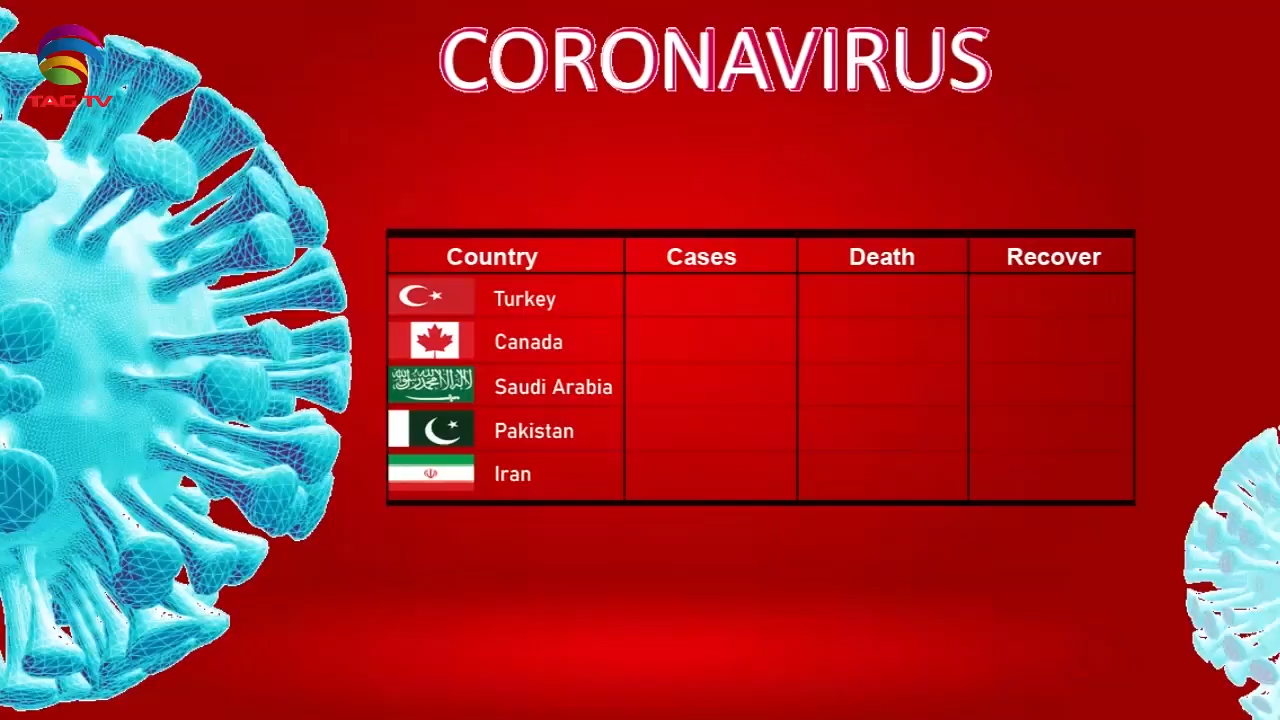 TAG TV
CORONAVIRUS
Country Cases Death Recover
Turkey
Canada
Saudi Arabia
Pakistan
Iran